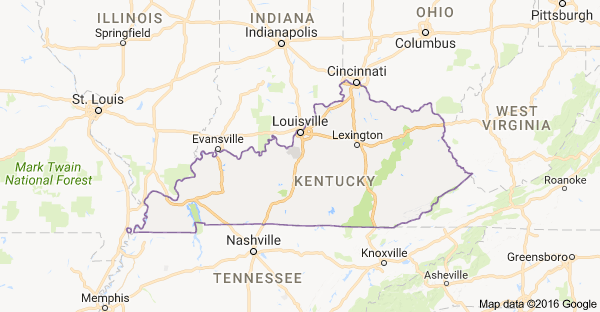 ILLINOIS
Springfield
INDIANA
Indianapolis
OHIO
Columbus
Pittsburgh
Cincinnati
St. Louis
Louisville
Evansville
Lexington
WEST
VIRGINIA
Mark Twain
National Forest
KENTUCKY
Roanoke
Nashville
Knoxville
Greensboro
TENNESSEE
Asheville
Memphis
Map data ©2016 Google